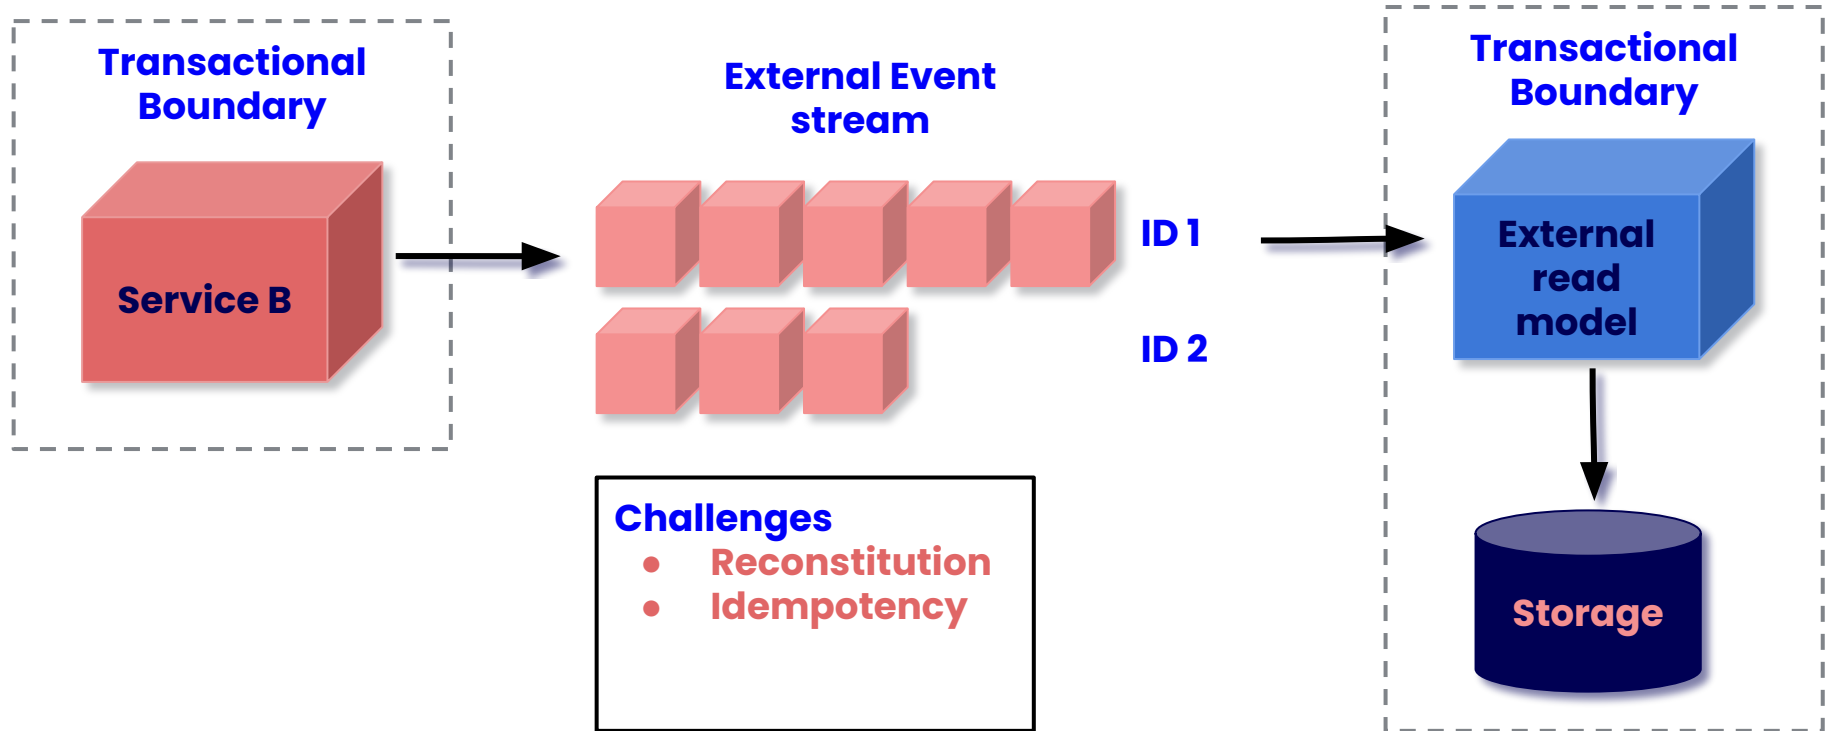 Transactional
Boundary
Service B
External Event
stream
ID 1
ID 2
Challenges
● Reconstitution
● Idempotency
Transactional
Boundary
External
read
model
Storage